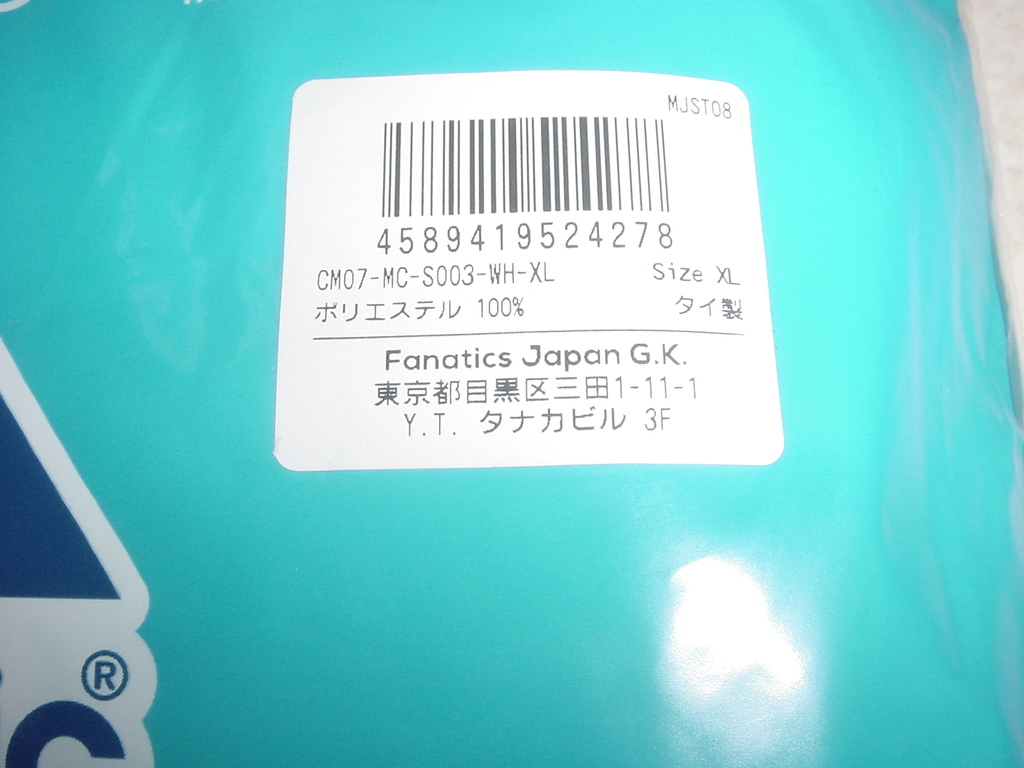 MJST08
4589419524278
CM07-MC-S003-WH-XL Size XL
ポリエステル 100% タイ製
Fanatics Japan G.K.
東京都目黒区三田1-11-1
Y.T. タナカビル 3F
®
c